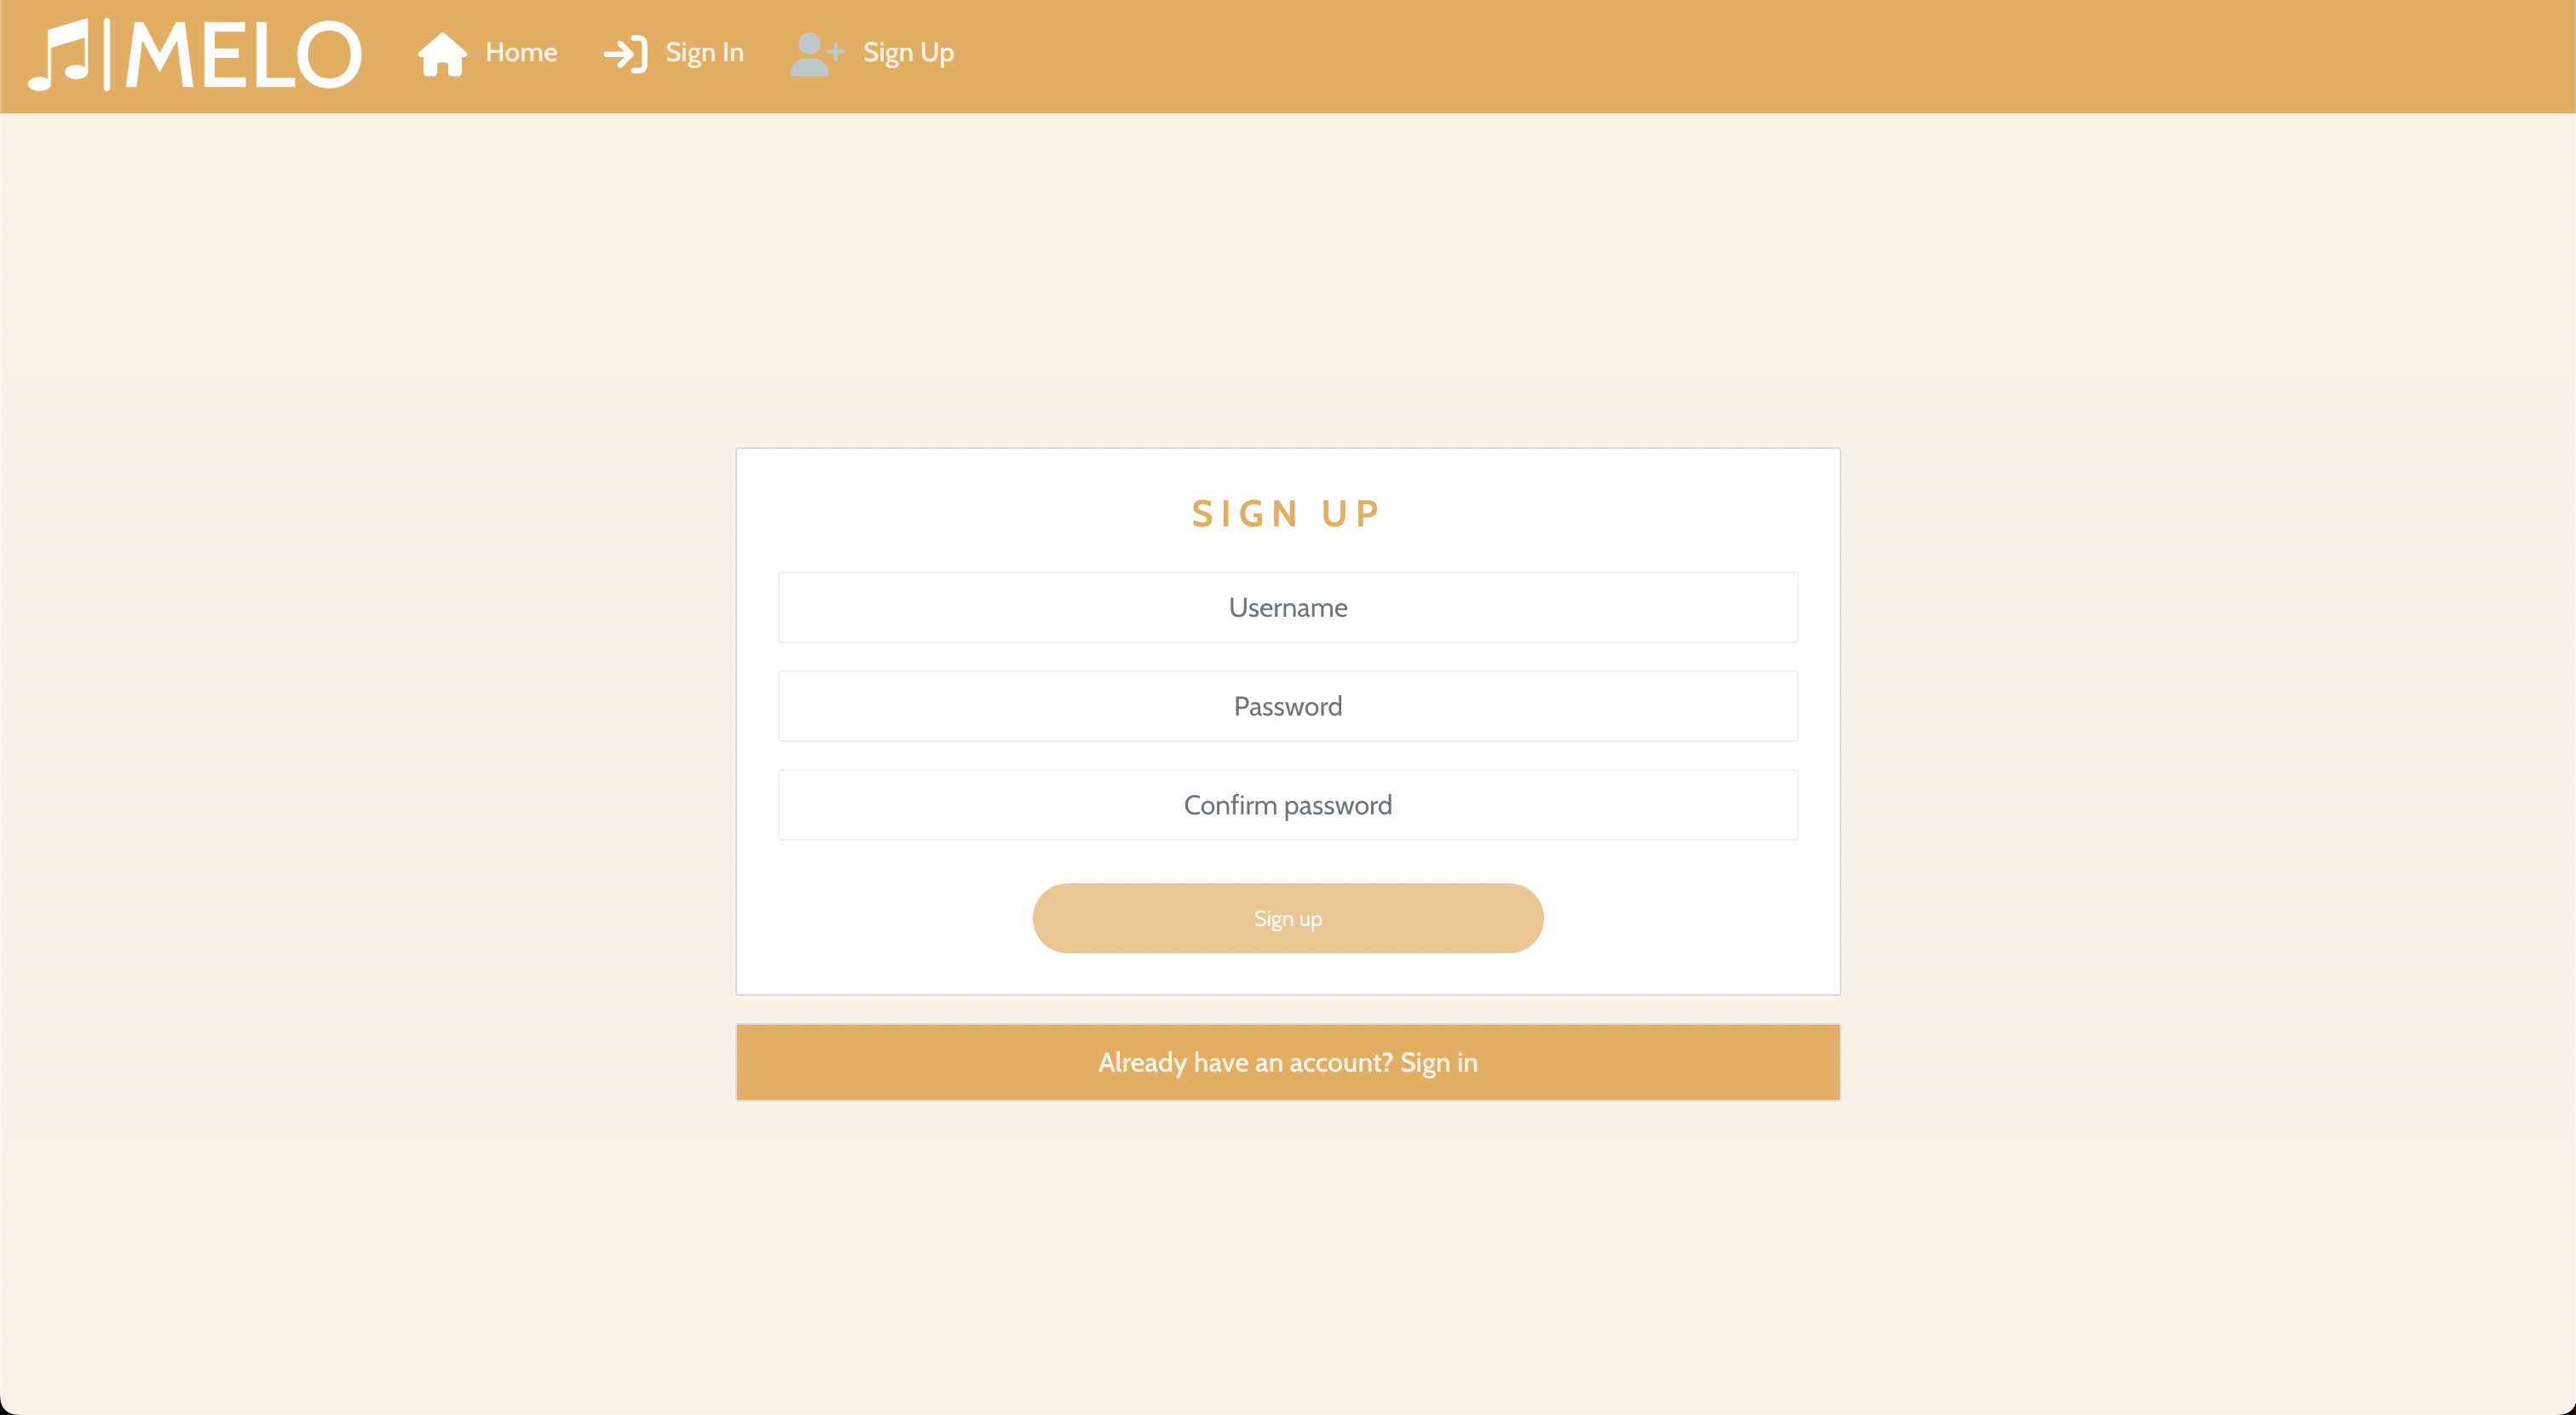 MELO Home Sign In Sign Up
SIGN UP
Username
Password
Confirm password
Sign up
Already have an account? Sign in